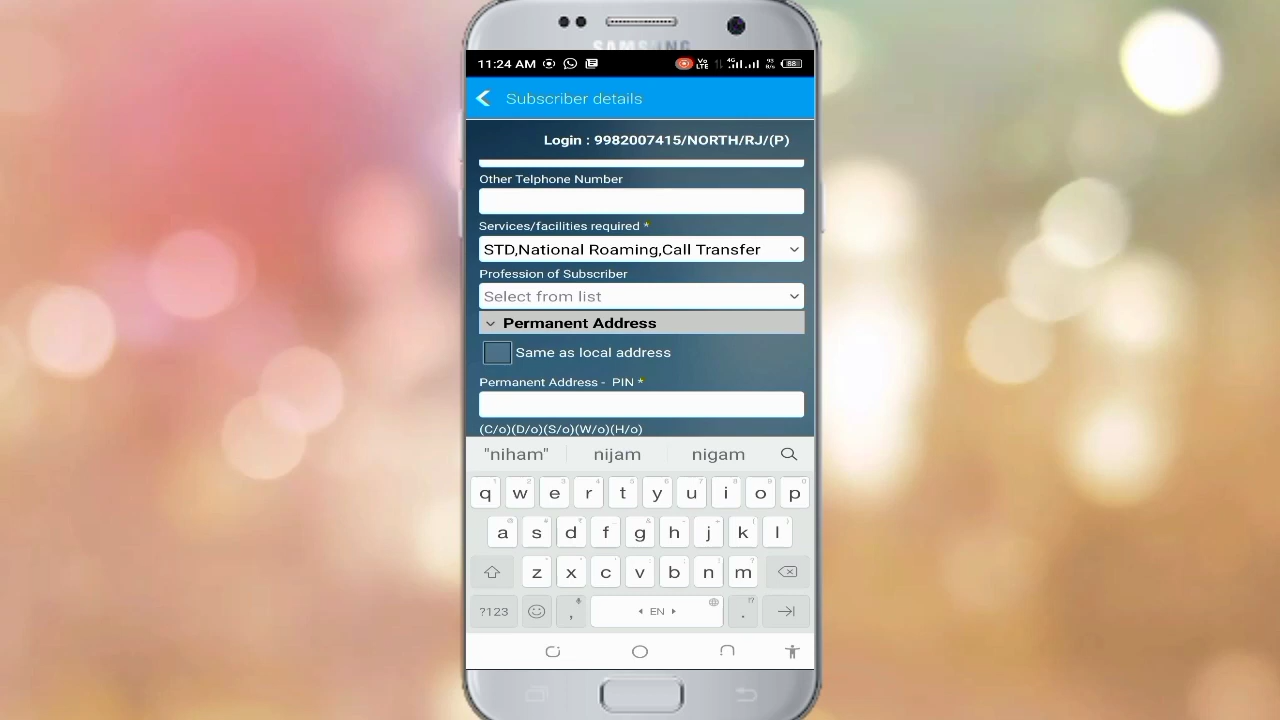 SAMSUNG
11:24 AM
Subscriber details
Login : 9982007415/NORTH/RJ/(P)
Other Telphone Number
Services/facilities required *
STD,National Roaming,Call Transfer
Profession of Subscriber
Select from list
Permanent Address
Same as local address
Permanent Address - PIN *
(C/o)(D/o)(S/o)(W/o)(H/o)
"niham" nijam nigam
q w e r t y u i o p
a s d f g h j k l
z x c v b n m
?123 , EN .